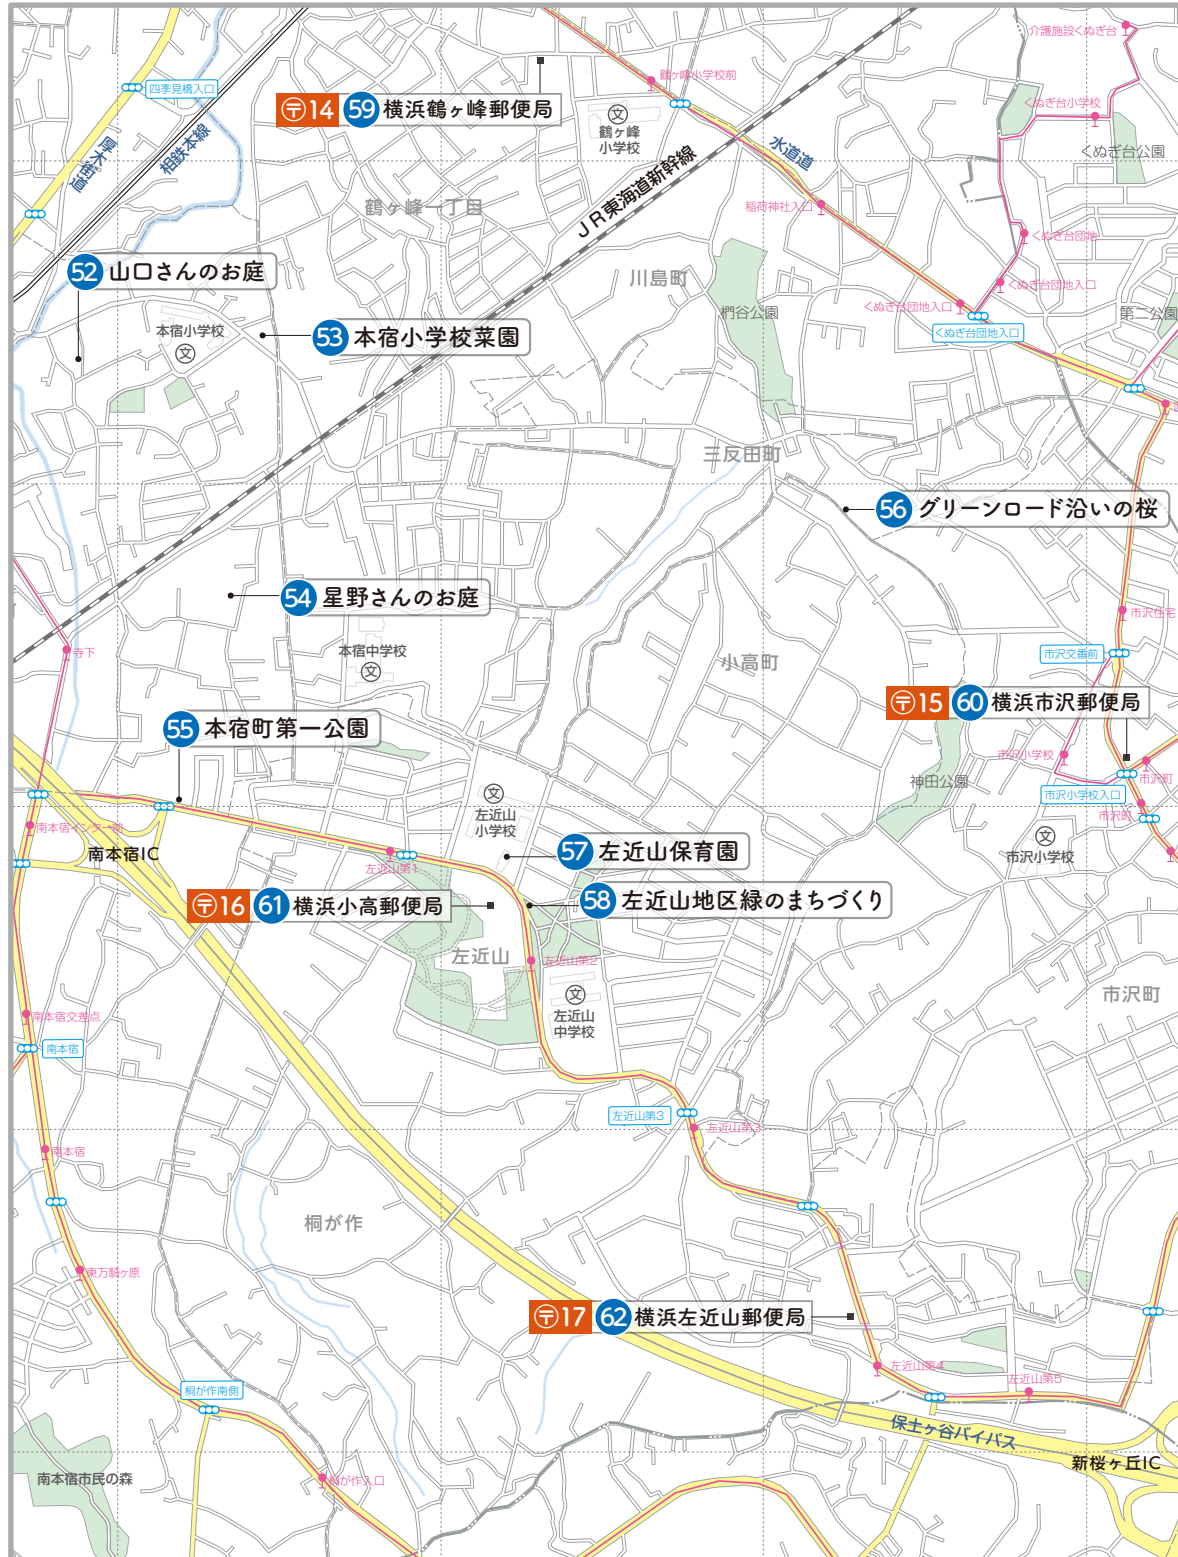 介護施設くぬぎ台
鶴ヶ峰小学校前
四季見橋入口
〒14 59 横浜鶴ヶ峰郵便局
鶴ヶ峰
小学校
くぬぎ台小学校
くぬぎ台公園
厚木街道
相鉄本線
水道道
JR東海道新幹線
鶴ヶ峰一丁目
稲荷神社入口
くぬぎ台団地
52 山口さんのお庭
川島町
くぬぎ台団地入口
くぬぎ台団地入口
椚谷公園
第二公園
本宿小学校
53 本宿小学校菜園
くぬぎ台団地入口
三反田町
56 グリーンロード沿いの桜
54 星野さんのお庭
市沢住宅
寺下
本宿中学校
小高町
市沢交番前
〒15 60 横浜市沢郵便局
55 本宿町第一公園
市沢小学校
市沢町
神田公園
市沢小学校入口
市沢町
左近山
小学校
南本宿インター前
南本宿IC
57 左近山保育園
市沢小学校
左近山第1
58 左近山地区緑のまちづくり
〒16 61 横浜小高郵便局
左近山
左近山第2
市沢町
左近山
中学校
南本宿交差点
南本宿
左近山第3
左近山第3
南本宿
桐が作
東万騎ヶ原
〒17 62 横浜左近山郵便局
左近山第4
左近山第5
桐が作南側
保土ヶ谷バイパス
新桜ヶ丘IC
南本宿市民の森
桐が作入口